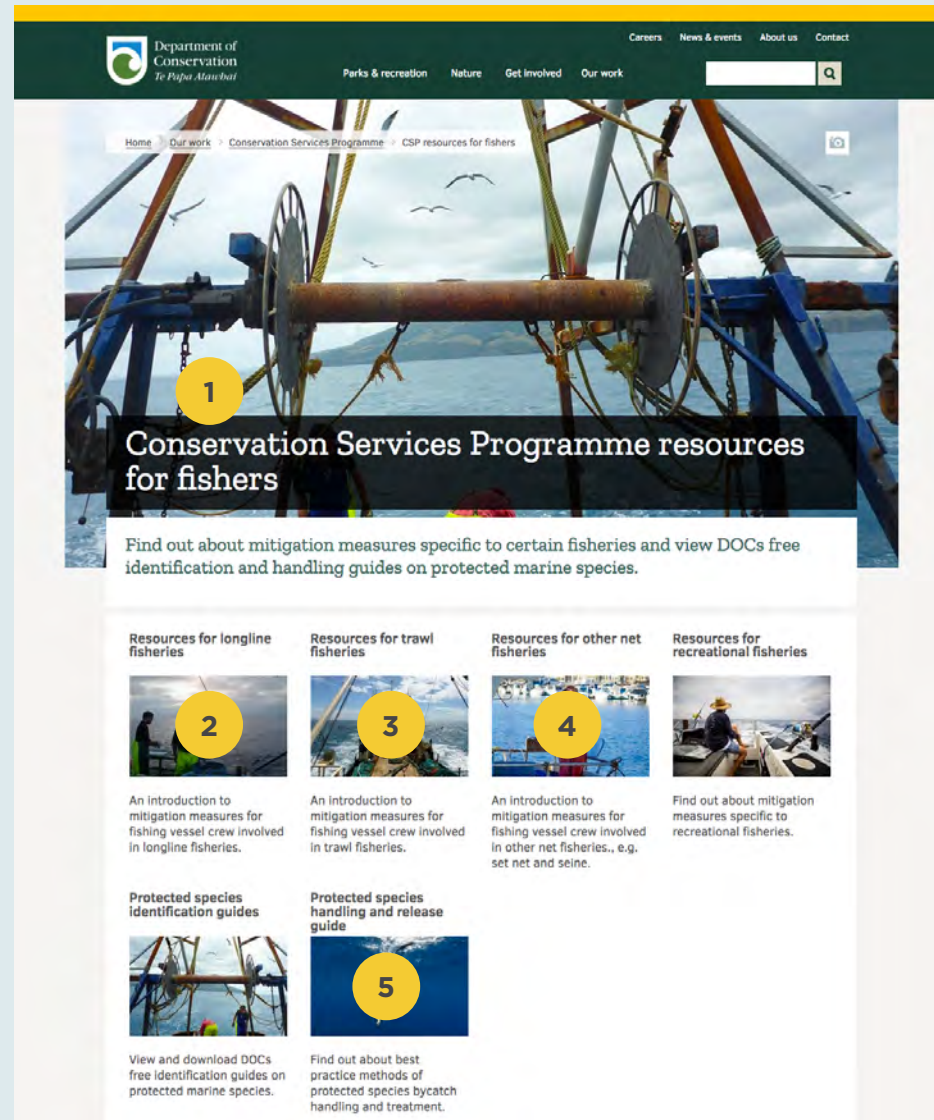 Careers News & events About us Contact
Department of
Conservation
Te Papa Atawhai
Parks & recreation Nature Get Involved Our work
Home > Our work > Conservation Services Programme > CSP resources for fishers
1
Conservation Services Programme resources
for fishers
Find out about mitigation measures specific to certain fisheries and view DOCs free
identification and handling guides on protected marine species.
Resources for longline
fisheries
2
An introduction to
mitigation measures for
fishing vessel crew involved
in longline fisheries.
Resources for trawl
fisheries
3
An introduction to
mitigation measures for
fishing vessel crew involved
in trawl fisheries.
Resources for other net
fisheries
4
An introduction to
mitigation measures for
fishing vessel crew involved
in other net fisheries., e.g.
set net and seine.
Resources for
recreational fisheries
Find out about mitigation
measures specific to
recreational fisheries.
Protected species
identification guides
View and download DOCs
free identification guides on
protected marine species.
Protected species
handling and release
guide
5
Find out about best
practice methods of
protected species bycatch
handling and treatment.